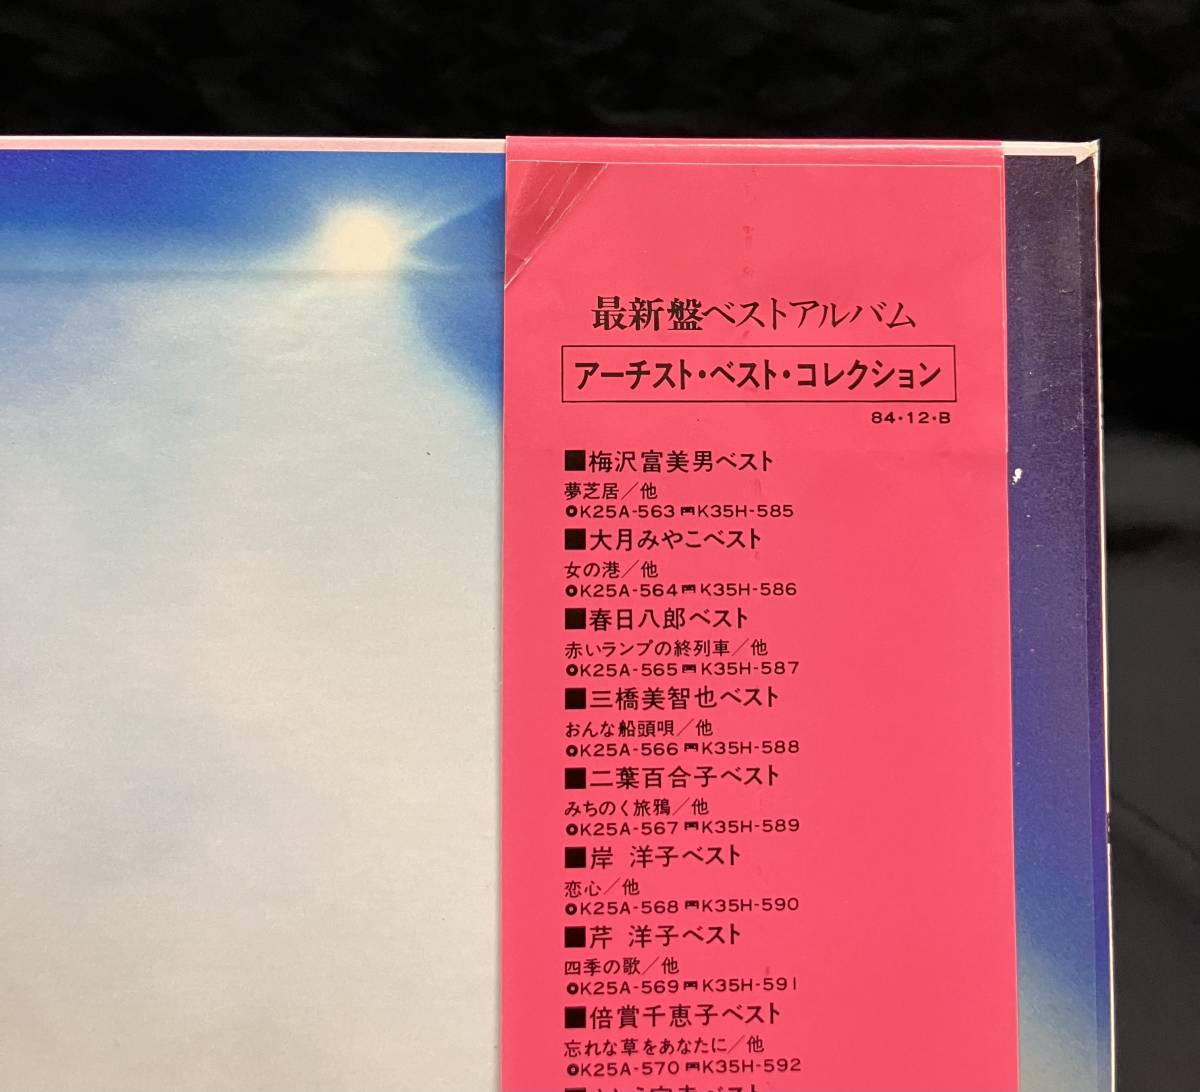 最新盤ベストアルバム
アーチスト・ベスト・コレクション
84・12・B
■梅沢富美男ベスト
夢芝居／他
K25A-563 K35H-585
■大月みやこベスト
女の港／他
K25A-564 K35H-586
■春日八郎ベスト
赤いランプの終列車／他
K25A-565 K35H-587
■三橋美智也ベスト
おんな船頭唄／他
K25A-566 K35H-588
■二葉百合子ベスト
みちのく旅鴉／他
K25A-567 K35H-589
■岸 洋子ベスト
恋心／他
K25A-568 K35H-590
■芹 洋子ベスト
四季の歌／他
K25A-569 K35H-591
■倍賞千恵子ベスト
忘れな草をあなたに／他
K25A-570 K35H-592